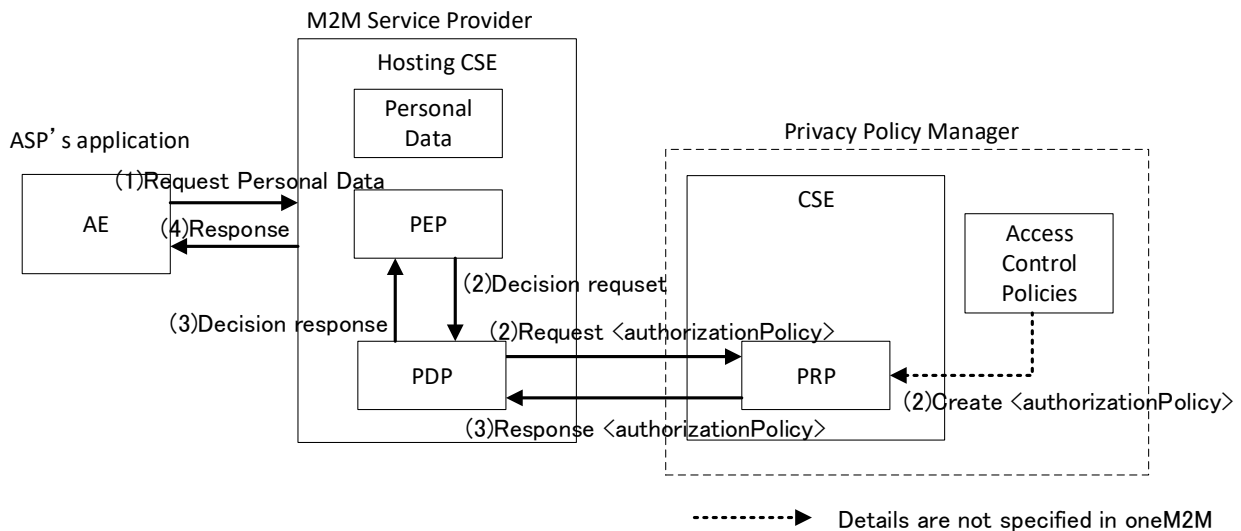 M2M Service Provider
Hosting CSE
Personal
Data
ASP's application
Privacy Policy Manager
(1)Request Personal Data
CSE
AE
PEP
(4)Response
Access
Control
Policies
(2)Decision requset
(3)Decision response
(2)Request <authorizationPolicy>
PDP
PRP
(2)Create <authorizationPolicy>
(3)Response <authorizationPolicy>
Details are not specified in oneM2M